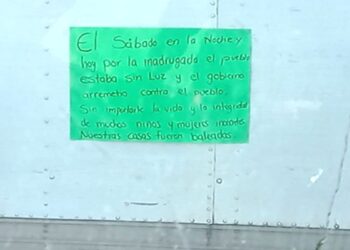 El Sábado en la Noche y
hoy por la madrugada el pueblo
estaba sin Luz y el gobierno
arremetio contra el pueblo.
Sin importarle la vida y la integridad
de muchos niños y mujeres inocentes
Nuestras casas fueron baleadas.